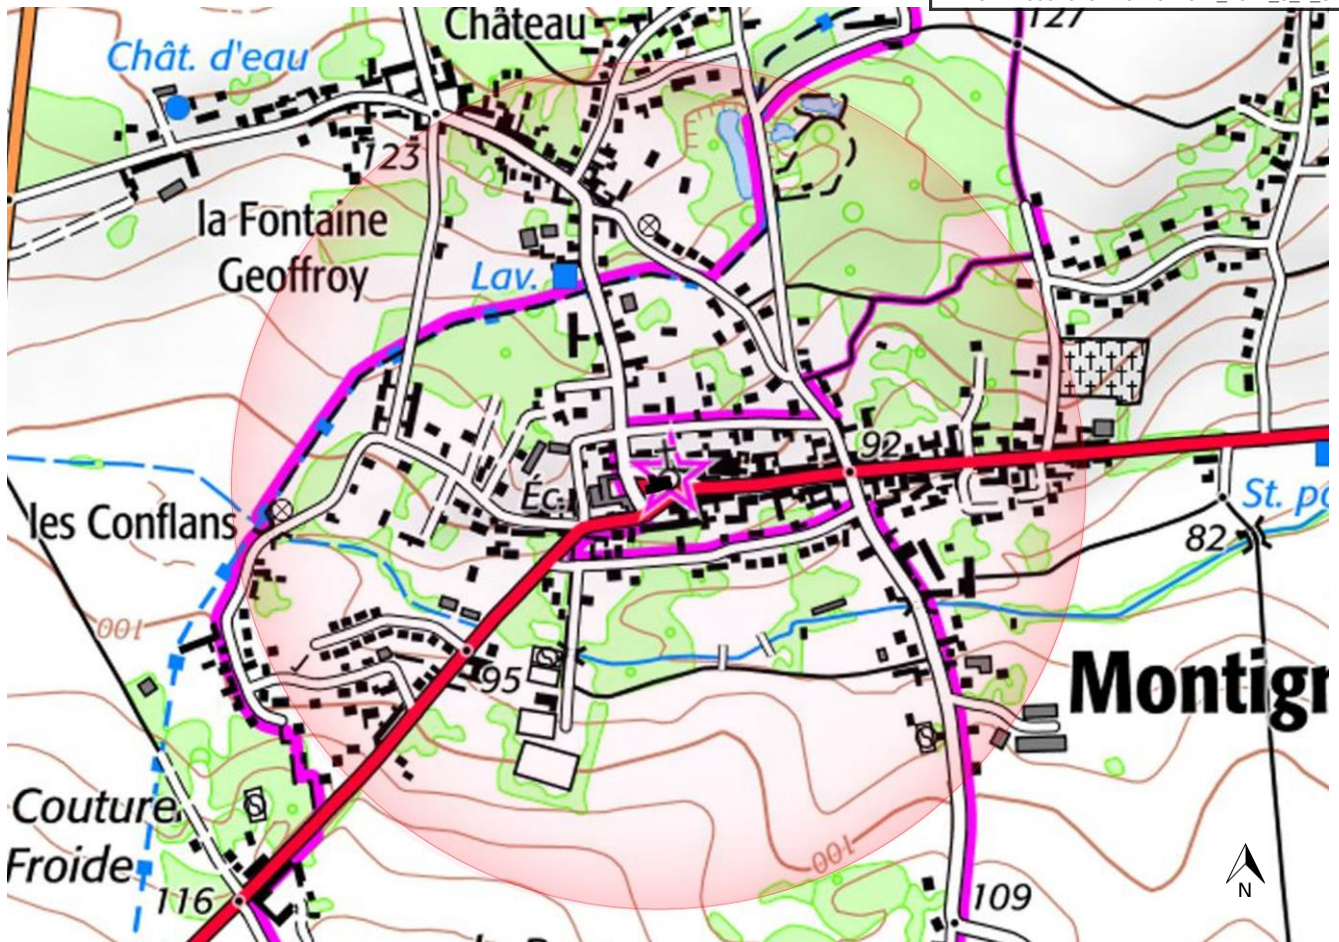 Château
127
Chât. d'eau
123
la Fontaine
Geoffroy
Lav.
92
Éc.
St. po
les Conflans
82
100
95
Montign
Couture
Froide
100
116
109
N